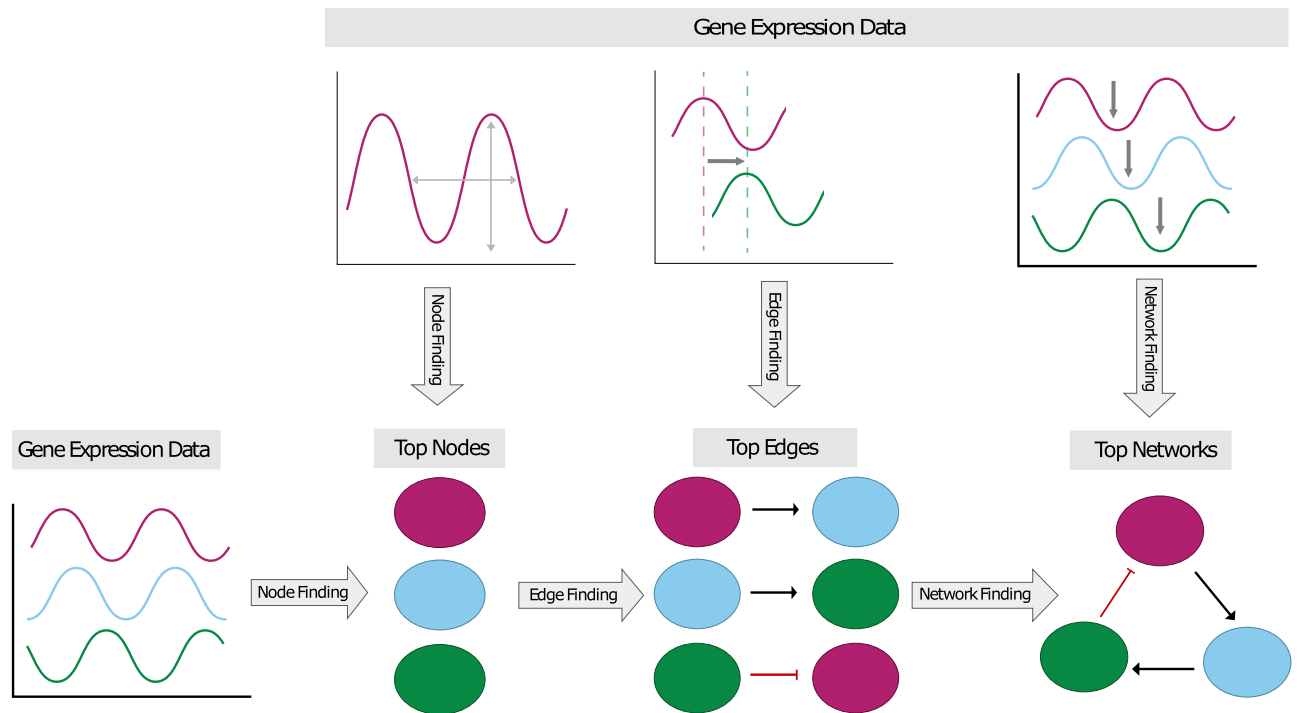 Gene Expression Data
Node Finding
Edge Finding
Network Finding
Gene Expression Data
Top Nodes
Top Edges
Top Networks
Node Finding
Edge Finding
Network Finding